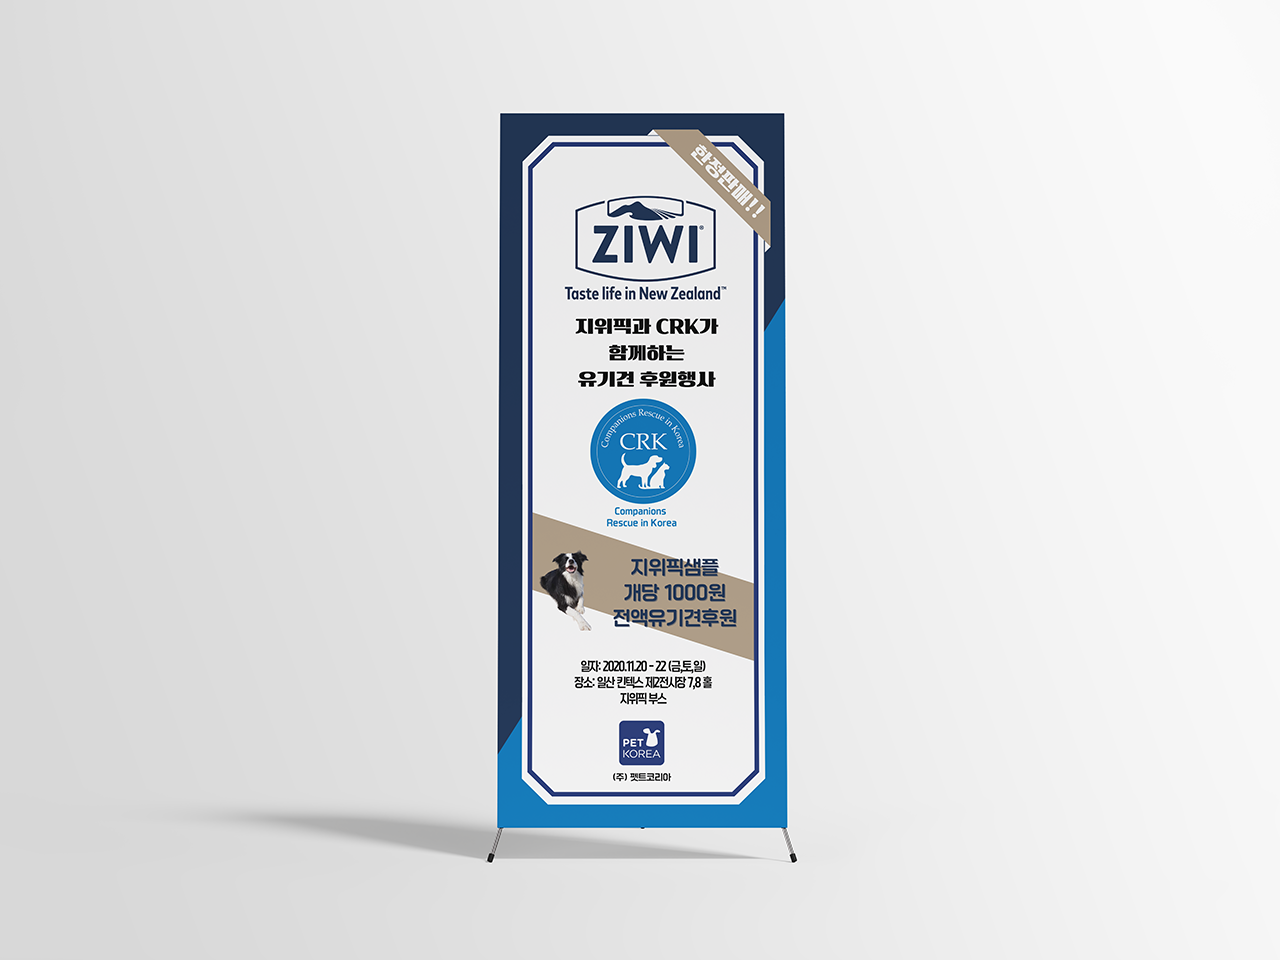 한정판매!!
ZIWI®
Taste life in New Zealand™
지위픽과 CRK가
함께하는
유기견 후원행사
Companions Rescue in Korea
CRK
Companions
Rescue in Korea
지위픽샘플
개당 1000원
전액유기견후원
일자: 2020.11.20 - 22 (금,토,일)
장소: 일산 킨텍스 제2전시장 7,8 홀
지위픽 부스
PET
KOREA
(주) 펫트코리아